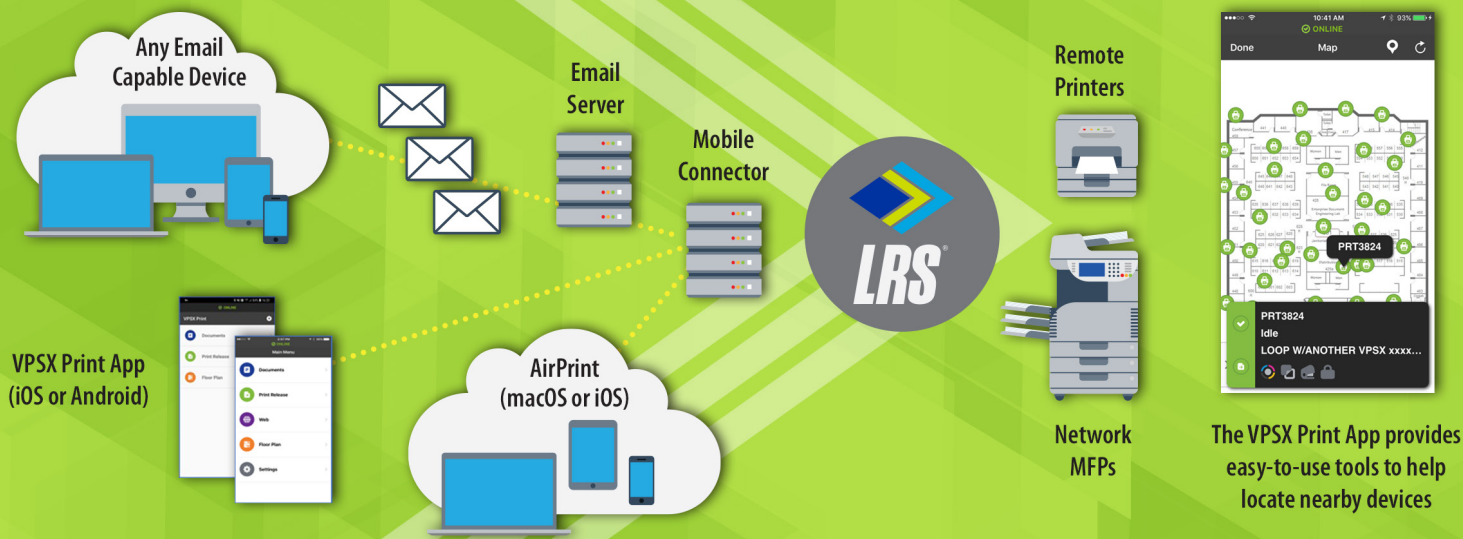 Any Email
Capable Device
Email
Server
Mobile
Connector
VPSX Print App
(iOS or Android)
ONLINE
VPSX Print
Documents
Print Release
Floor Plan
ONLINE
Main Menu
Documents
Print Release
Web
Floor Plan
Settings
AirPrint
(macOS or iOS)
LRS®
Remote
Printers
Network
MFPs
10:41 AM
93%
ONLINE
Done
Map
PRT3824
PRT3824
Idle
LOOP W/ANOTHER VPSX xxxx...
The VPSX Print App provides
easy-to-use tools to help
locate nearby devices